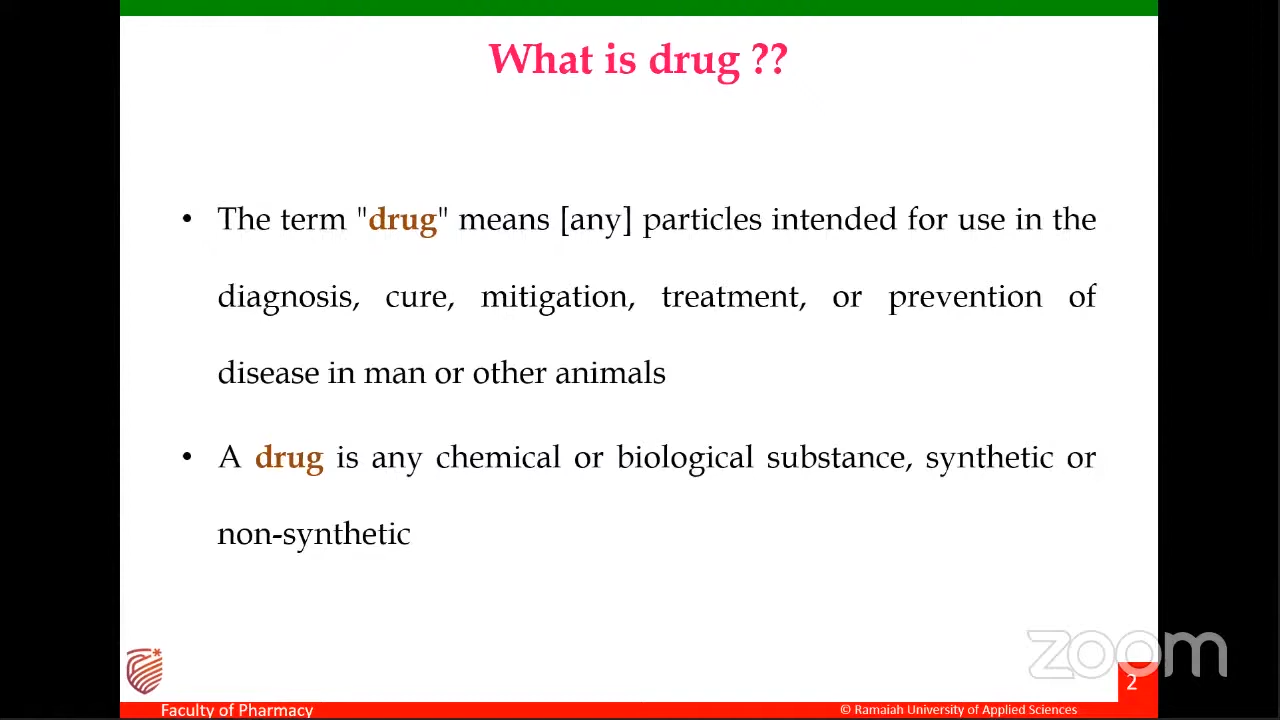 What is drug ??
• The term "drug" means [any] particles intended for use in the
diagnosis, cure, mitigation, treatment, or prevention of
disease in man or other animals
• A drug is any chemical or biological substance, synthetic or
non-synthetic
zoom
2
Faculty of Pharmacy
© Ramaiah University of Applied Sciences